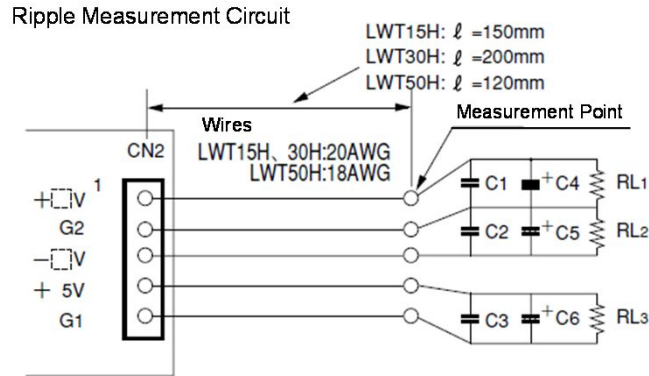 Ripple Measurement Circuit
LWT15H: ℓ =150mm
LWT30H: ℓ =200mm
LWT50H: ℓ =120mm
Measurement Point
Wires
CN2
LWT15H、30H:20AWG
LWT50H:18AWG
1
+□V
G2
−□V
+ 5V
G1
C1
+C4
RL1
C2
+C5
RL2
C3
+C6
RL3